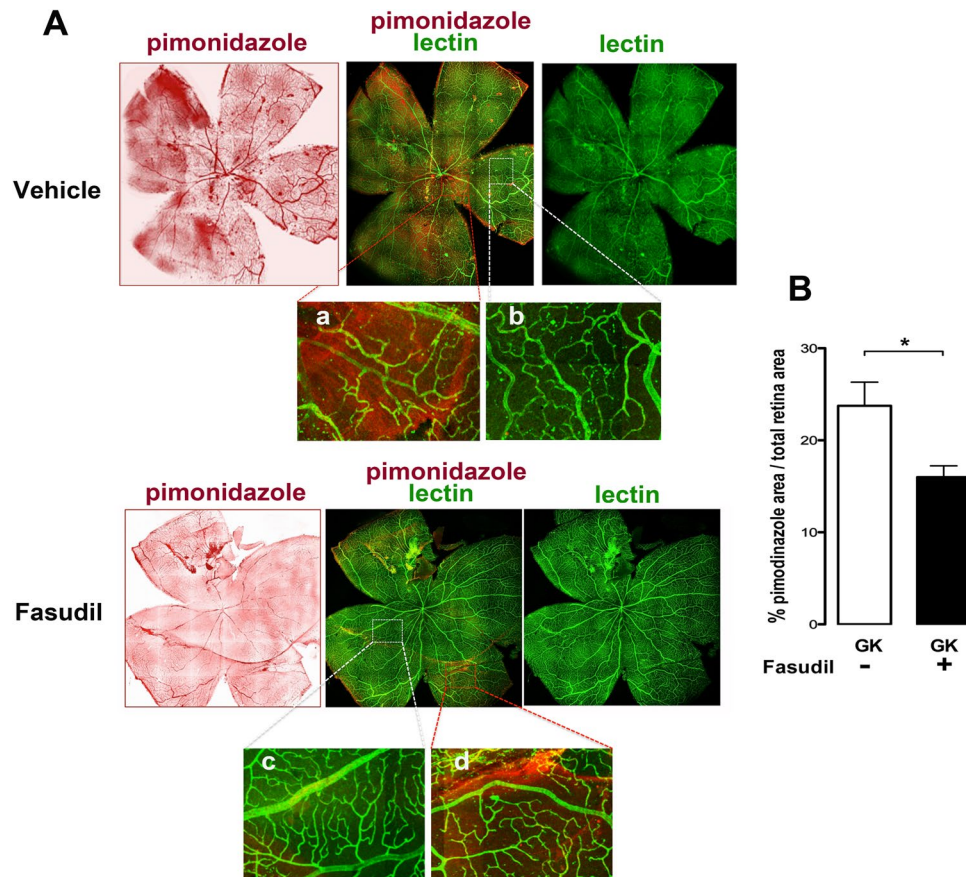 A
pimonidazole
pimonidazole
lectin
lectin
Vehicle
a
b
pimonidazole
pimonidazole
lectin
lectin
Fasudil
c
d
B
*
% pimodinazole area / total retina area
30
20
10
0
GK GK
Fasudil - +